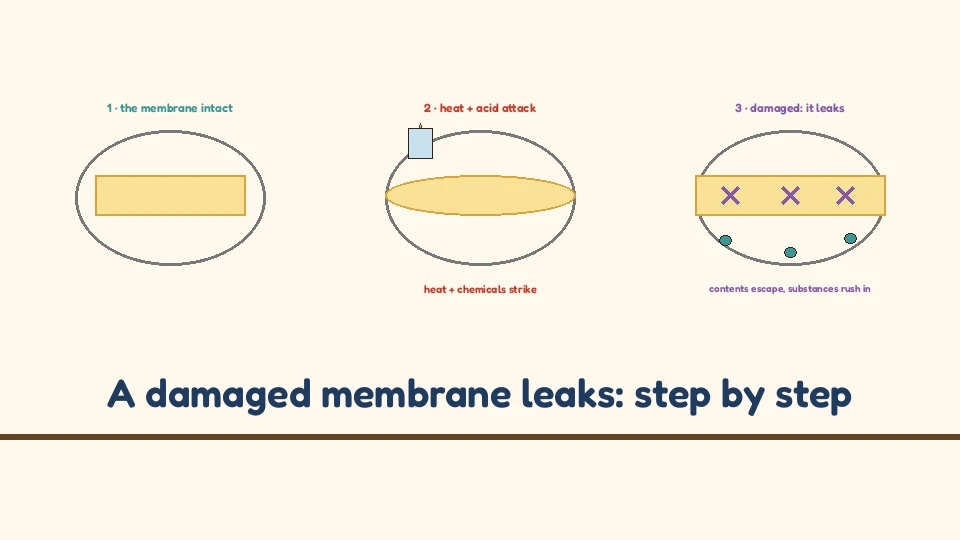 1 · the membrane intact
2 · heat + acid attack
3 · damaged: it leaks
heat + chemicals strike
contents escape, substances rush in
A damaged membrane leaks: step by step